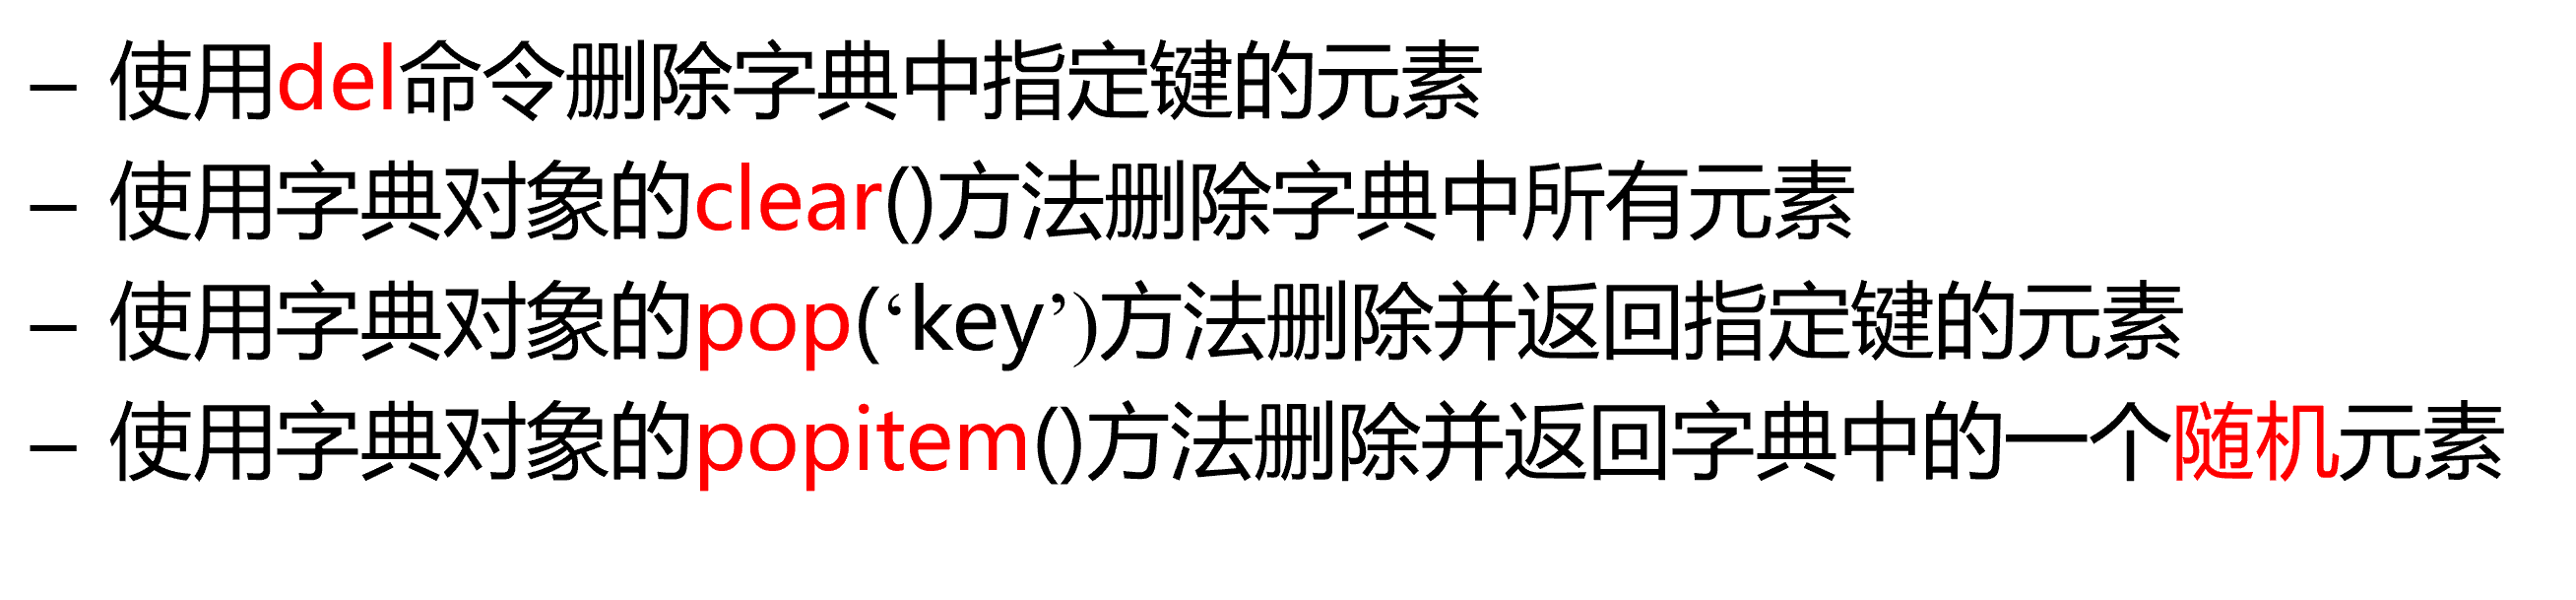 – 使用del命令删除字典中指定键的元素
– 使用字典对象的clear()方法删除字典中所有元素
– 使用字典对象的pop(‘key’)方法删除并返回指定键的元素
– 使用字典对象的popitem()方法删除并返回字典中的一个随机元素